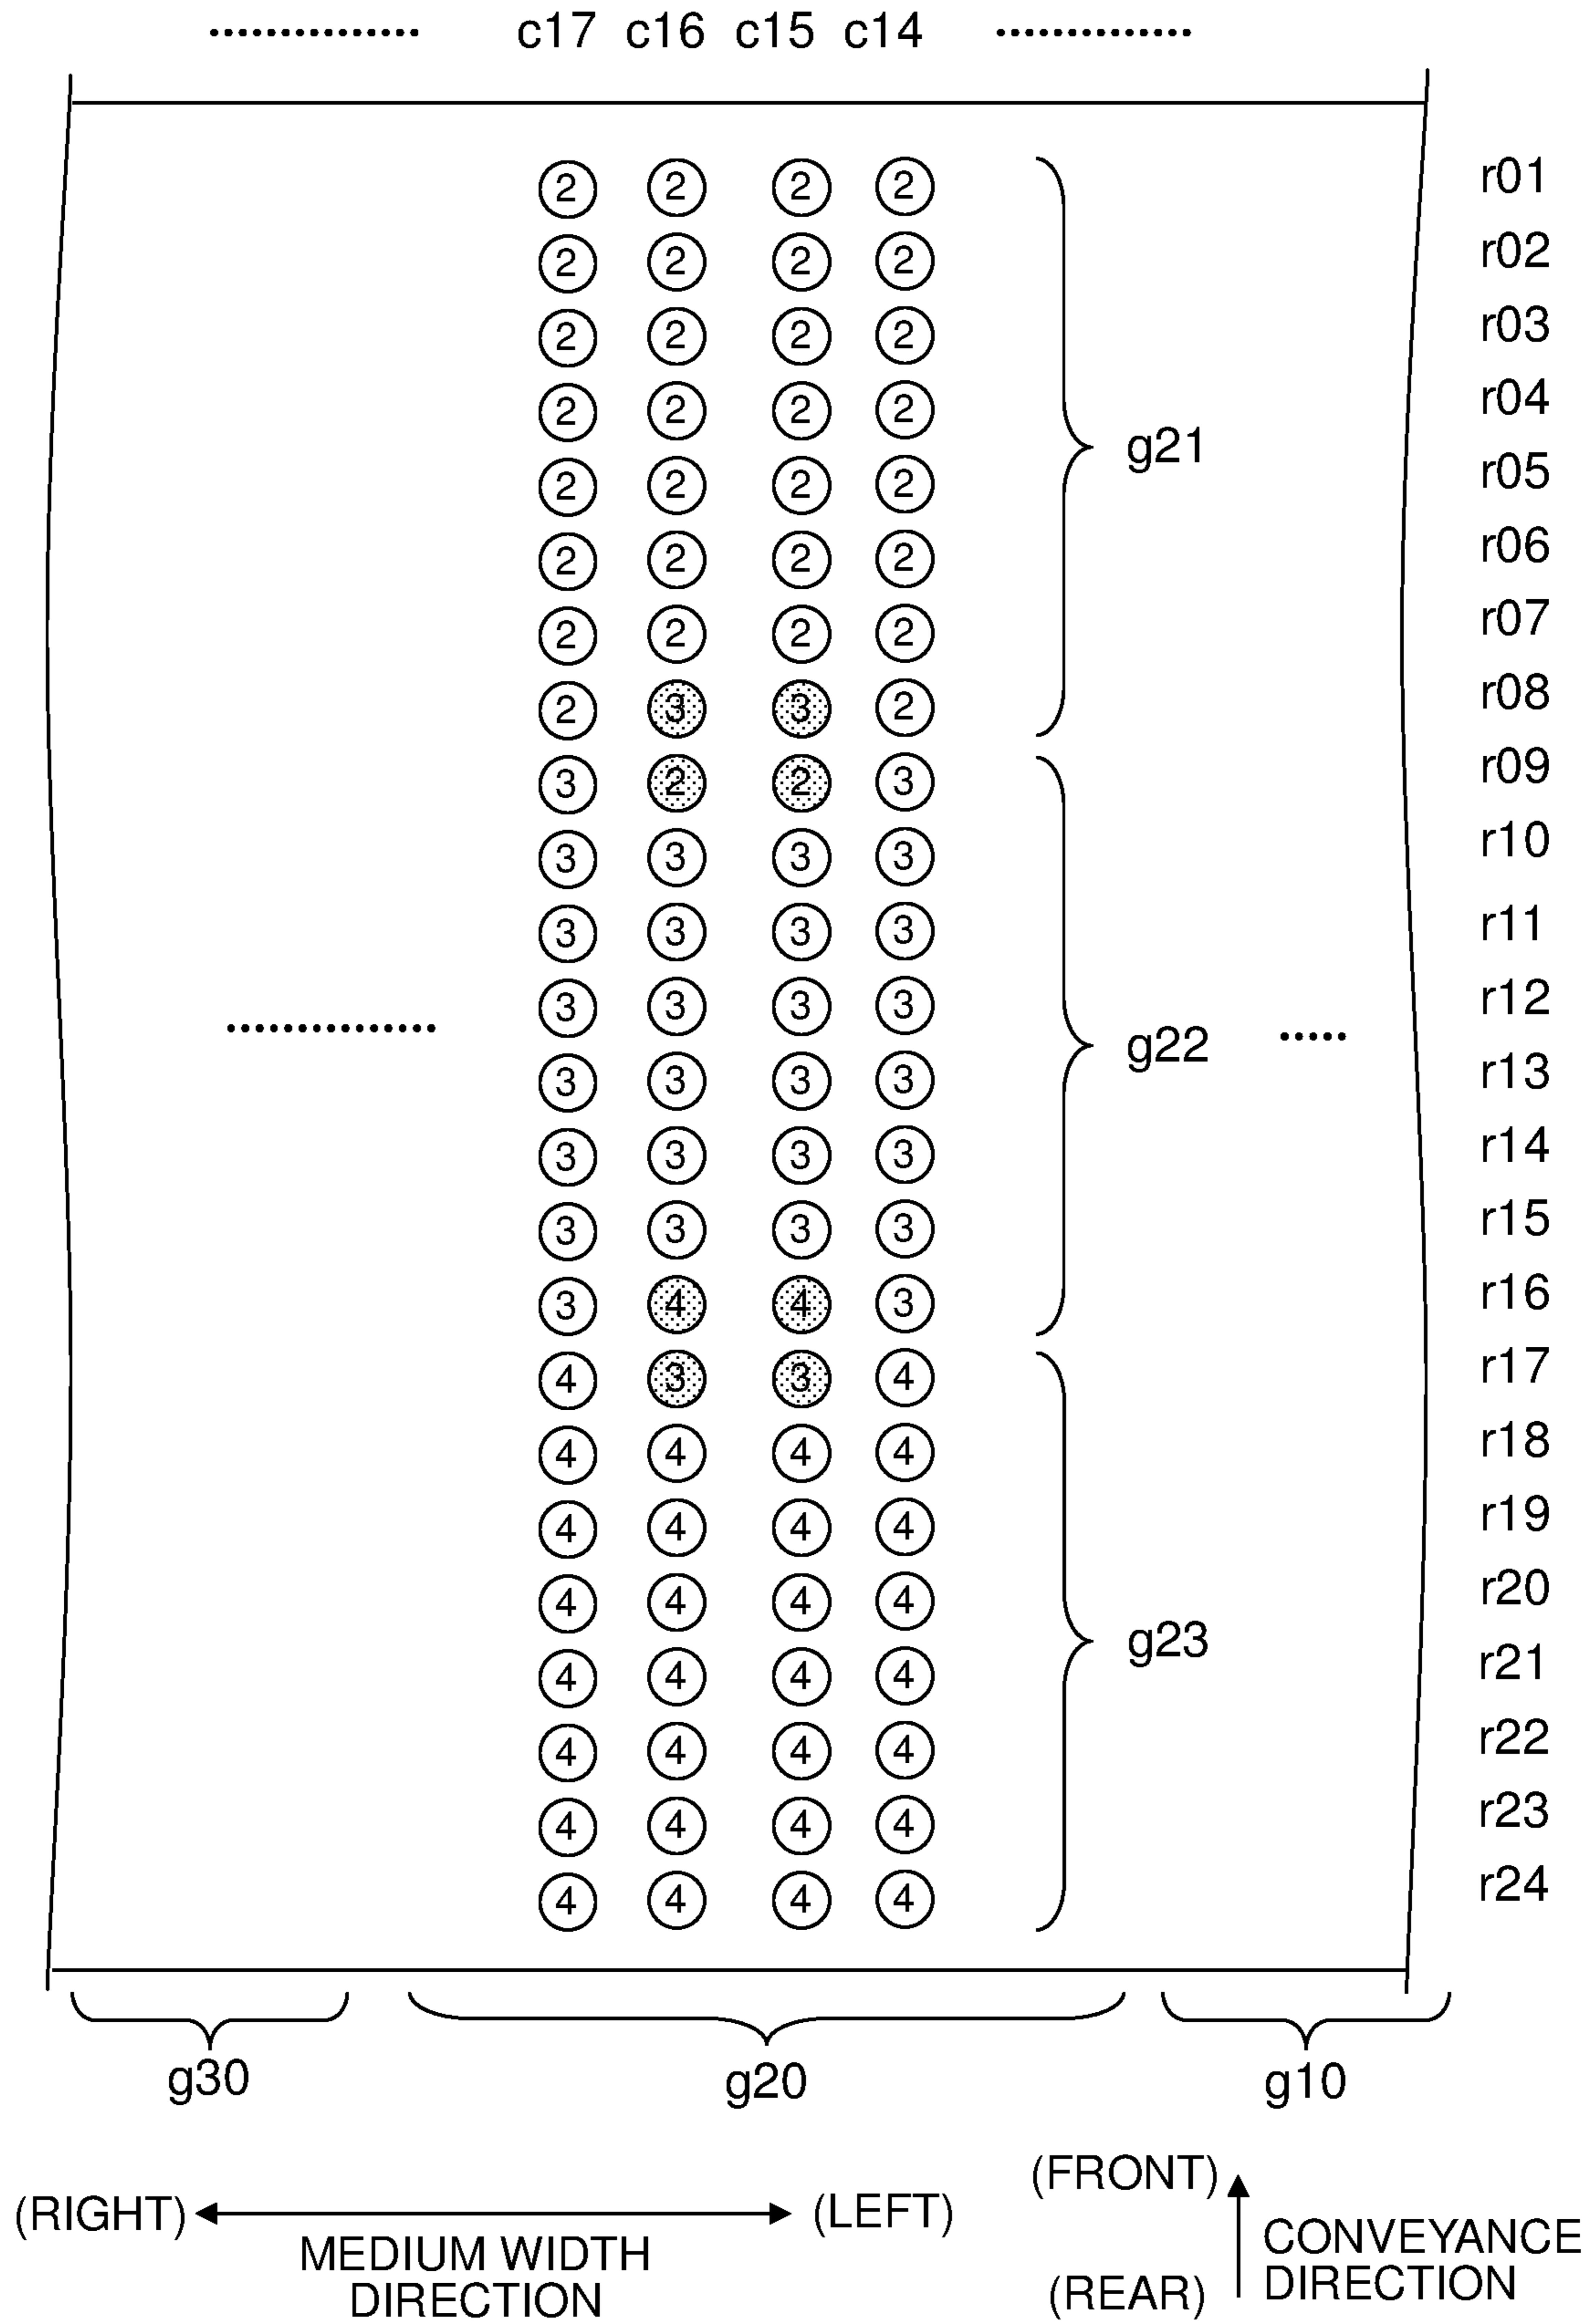 c17 c16 c15 c14
2 2 2 2 r01
2 2 2 2 r02
2 2 2 2 r03
2 2 2 2 r04
2 2 2 2 r05
g21
2 2 2 2 r06
2 2 2 2 r07
2 3 3 2 r08
3 2 2 3 r09
3 3 3 3 r10
3 3 3 3 r11
3 3 3 3 r12
g22
3 3 3 3 r13
3 3 3 3 r14
3 3 3 3 r15
3 4 4 3 r16
4 3 3 4 r17
4 4 4 4 r18
4 4 4 4 r19
4 4 4 4 r20
g23
4 4 4 4 r21
4 4 4 4 r22
4 4 4 4 r23
4 4 4 4 r24
g30 g20 g10
(RIGHT) (LEFT)
MEDIUM WIDTH
DIRECTION
(FRONT)
(REAR)
CONVEYANCE
DIRECTION